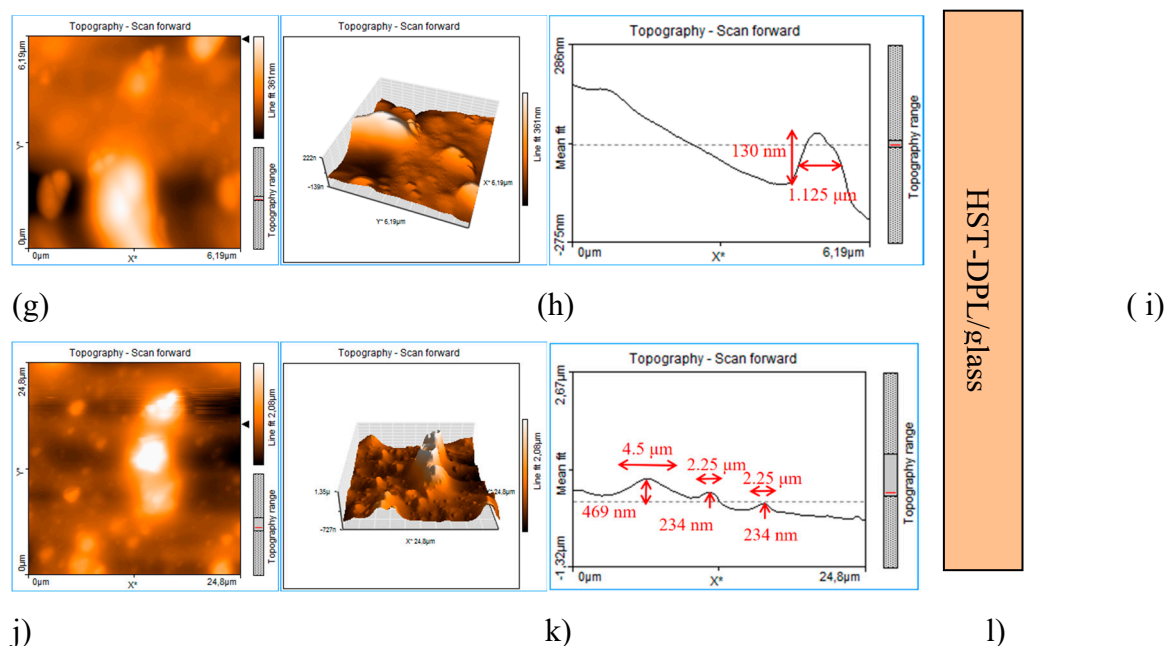 Topography - Scan forward
6,19µm
Y*
0µm
0µm
X*
6,19µm
Line fit 361nm
Topography range
Topography - Scan forward
222n
-139n
Y* 6,19µm
X* 6,19µm
Line fit 361nm
Topography - Scan forward
286nm
Mean fit
-275nm
130 nm
1.125 µm
0µm
X*
6,19µm
Topography range
HST-DPL/glass
(g)
(h)
( i)
Topography - Scan forward
24,8µm
Y*
0µm
0µm
X*
24,8µm
Line fit 2,08µm
Topography range
Topography - Scan forward
1,35µ
-727n
X* 24,8µm
Y* 24,8µm
Line fit 2,08µm
Topography - Scan forward
2,67µm
Mean fit
-1,32µm
4.5 µm
2.25 µm
2.25 µm
469 nm
234 nm
234 nm
0µm
X*
24,8µm
Topography range
j)
k)
l)